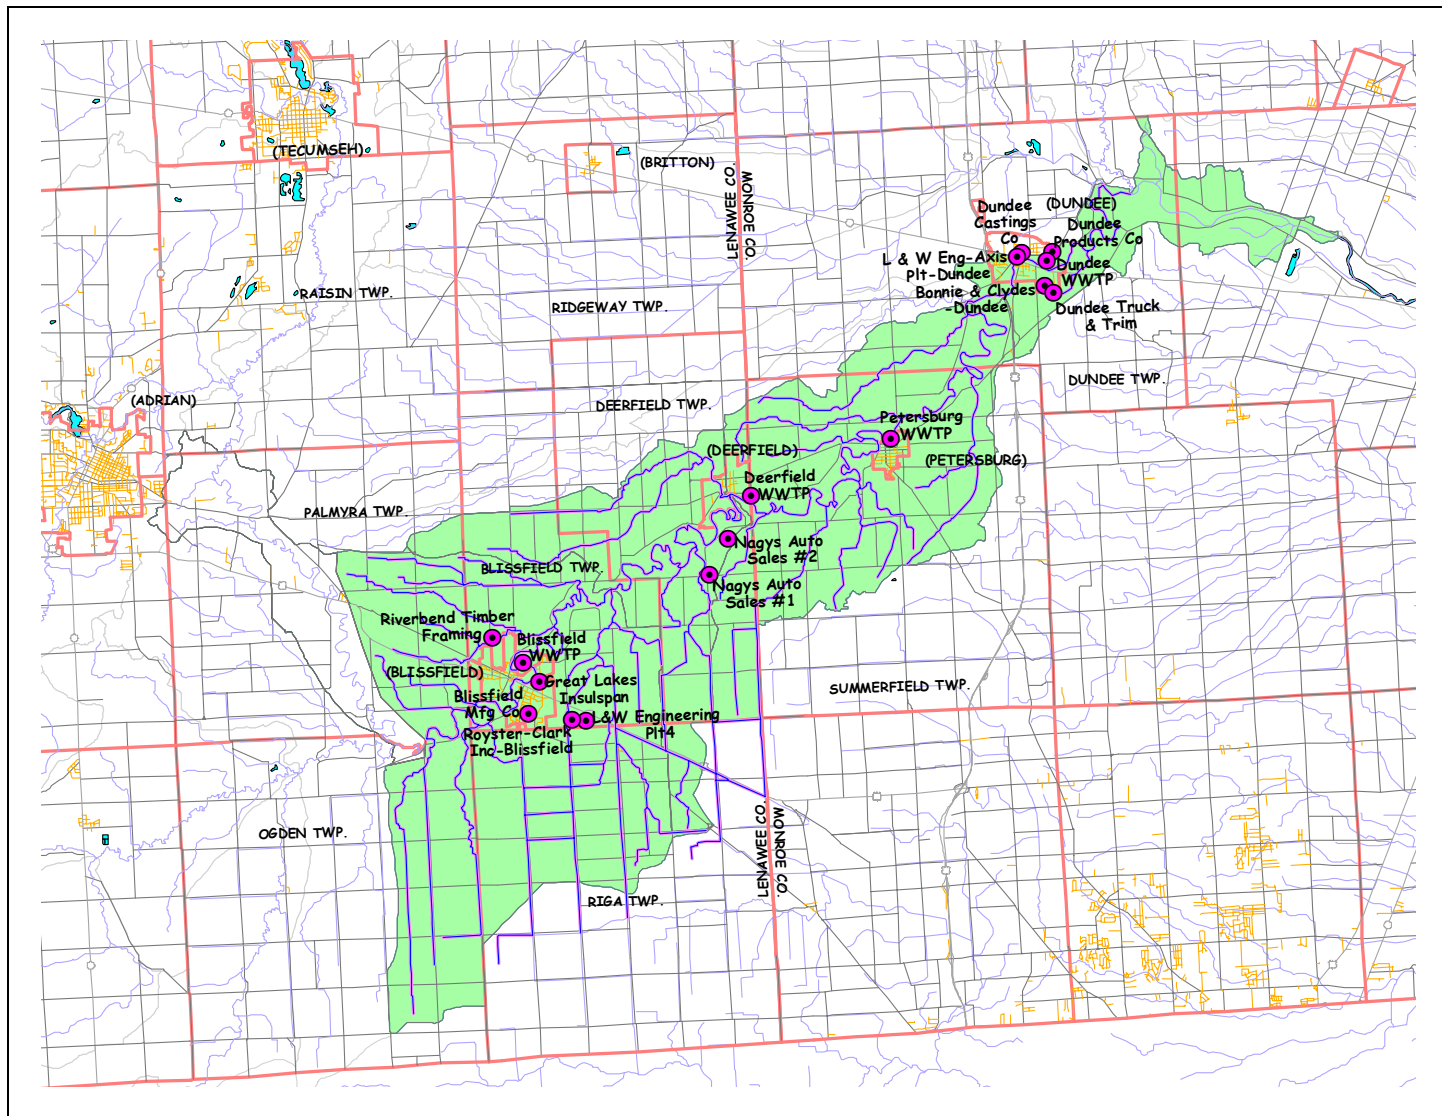 (TECUMSEH)
(BRITTON)
LENAWEE CO.
MONROE CO.
Dundee
Castings
Co
(DUNDEE)
Dundee
Products Co
L & W Eng-Axis
Plt-Dundee
Dundee
WWTP
Bonnie & Clydes
-Dundee
Dundee Truck
& Trim
RAISIN TWP.
RIDGEWAY TWP.
DUNDEE TWP.
(ADRIAN)
DEERFIELD TWP.
Petersburg
WWTP
(DEERFIELD)
(PETERSBURG)
Deerfield
WWTP
PALMYRA TWP.
Nagys Auto
Sales #2
BLISSFIELD TWP.
Nagys Auto
Sales #1
Riverbend Timber
Framing
Blissfield
WWTP
(BLISSFIELD)
Great Lakes
Insulspan
SUMMERFIELD TWP.
Blissfield
Mfg Co
L&W Engineering
Plt4
Royster-Clark
Inc-Blissfield
OGDEN TWP.
LENAWEE CO.
MONROE CO.
RIGA TWP.